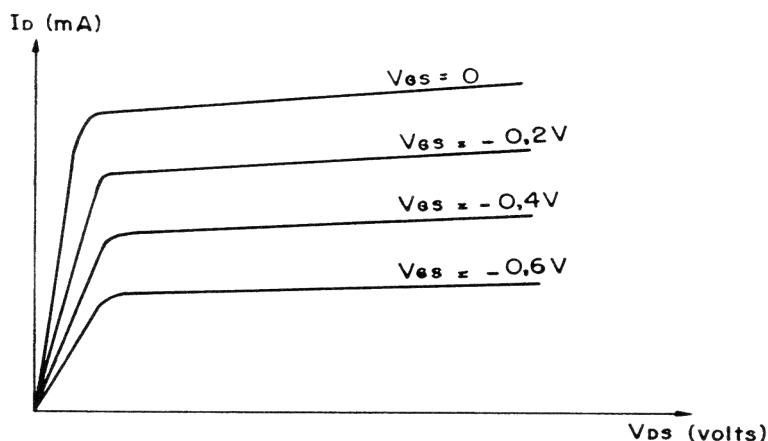 ID (mA)
VGS = 0
VGS = - 0,2V
VGS = - 0,4V
VGS = - 0,6V
VDS (volts)